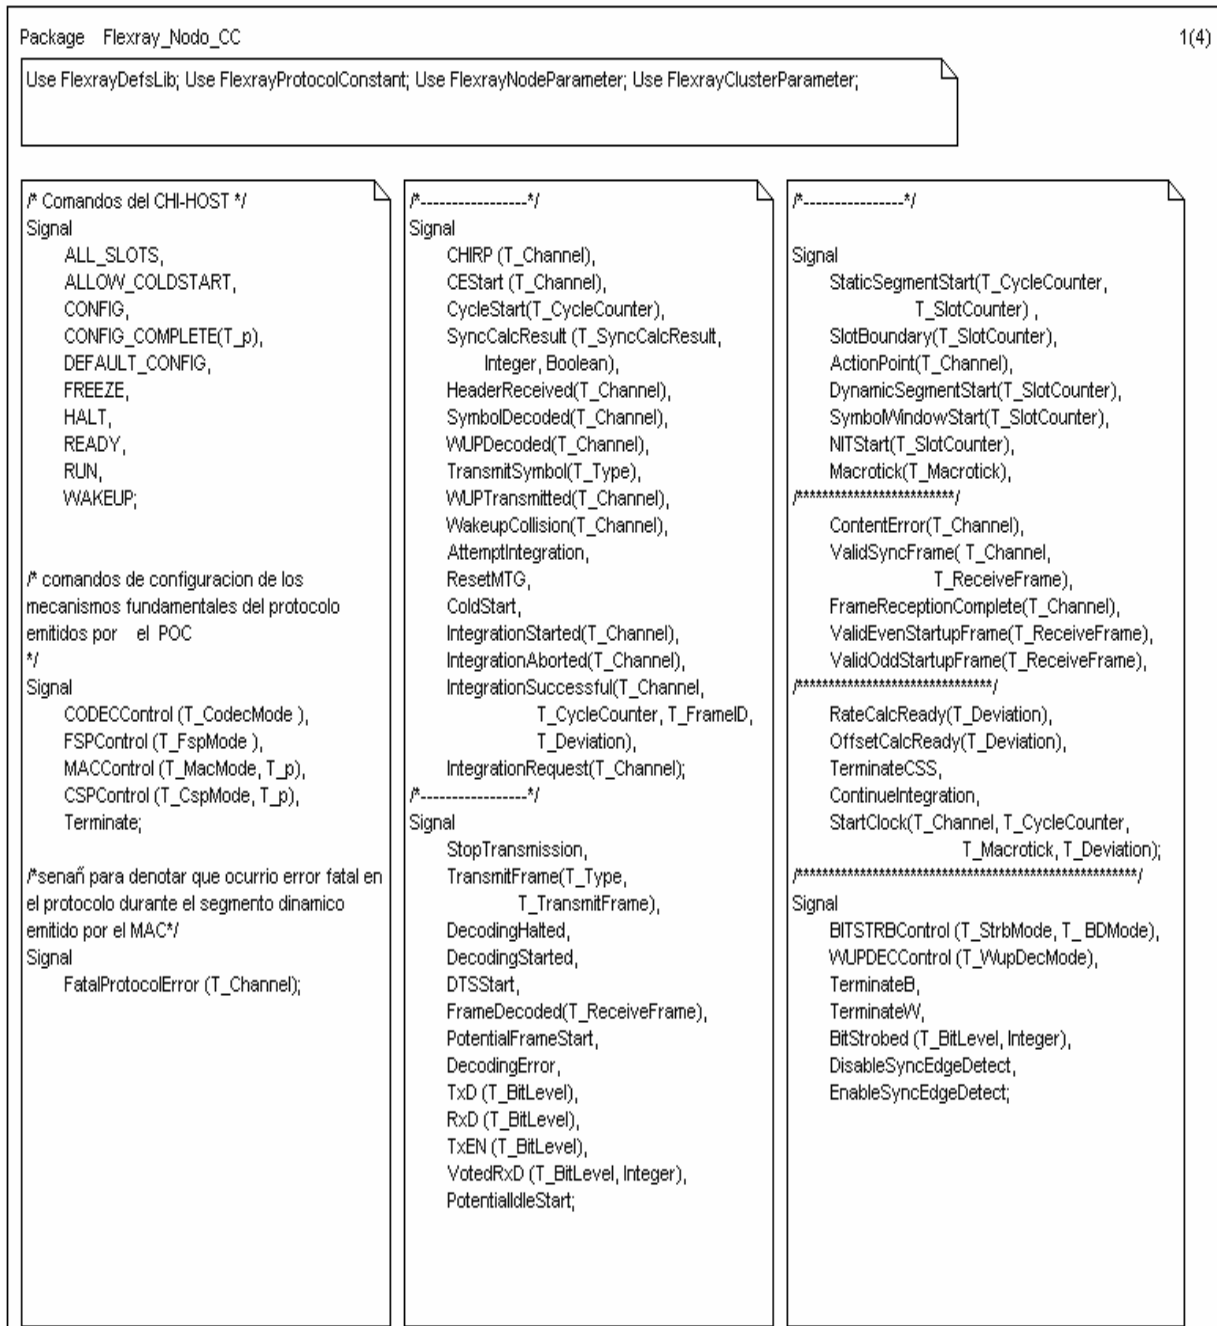 Package Flexray_Nodo_CC
1(4)
Use FlexrayDefsLib; Use FlexrayProtocolConstant; Use FlexrayNodeParameter; Use FlexrayClusterParameter;
/* Comandos del CHI-HOST */
Signal
ALL_SLOTS,
ALLOW_COLDSTART,
CONFIG,
CONFIG_COMPLETE(T_p),
DEFAULT_CONFIG,
FREEZE,
HALT,
READY,
RUN,
WAKEUP;
/* comandos de configuracion de los
mecanismos fundamentales del protocolo
emitidos por el POC
*/
Signal
CODECControl (T_CodecMode ),
FSPControl (T_FspMode ),
MACControl (T_MacMode, T_p),
CSPControl (T_CspMode, T_p),
Terminate;
/*senañ para denotar que ocurrio error fatal en
el protocolo durante el segmento dinamico
emitido por el MAC*/
Signal
FatalProtocolError (T_Channel);
/*-----------------*/
Signal
CHIRP (T_Channel),
CEStart (T_Channel),
CycleStart(T_CycleCounter),
SyncCalcResult (T_SyncCalcResult,
Integer, Boolean),
HeaderReceived(T_Channel),
SymbolDecoded(T_Channel),
WUPDecoded(T_Channel),
TransmitSymbol(T_Type),
WUPTransmitted(T_Channel),
WakeupCollision(T_Channel),
AttemptIntegration,
ResetMTG,
ColdStart,
IntegrationStarted(T_Channel),
IntegrationAborted(T_Channel),
IntegrationSuccessful(T_Channel,
T_CycleCounter, T_FrameID,
T_Deviation),
IntegrationRequest(T_Channel);
/*-----------------*/
Signal
StopTransmission,
TransmitFrame(T_Type,
T_TransmitFrame),
DecodingHalted,
DecodingStarted,
DTSStart,
FrameDecoded(T_ReceiveFrame),
PotentialFrameStart,
DecodingError,
TxD (T_BitLevel),
RxD (T_BitLevel),
TxEN (T_BitLevel),
VotedRxD (T_BitLevel, Integer),
PotentialIdleStart;
/*----------------*/
Signal
StaticSegmentStart(T_CycleCounter,
T_SlotCounter) ,
SlotBoundary(T_SlotCounter),
ActionPoint(T_Channel),
DynamicSegmentStart(T_SlotCounter),
SymbolWindowStart(T_SlotCounter),
NITStart(T_SlotCounter),
Macrotick(T_Macrotick),
/*************************/
ContentError(T_Channel),
ValidSyncFrame( T_Channel,
T_ReceiveFrame),
FrameReceptionComplete(T_Channel),
ValidEvenStartupFrame(T_ReceiveFrame),
ValidOddStartupFrame(T_ReceiveFrame),
/*******************************/
RateCalcReady(T_Deviation),
OffsetCalcReady(T_Deviation),
TerminateCSS,
ContinueIntegration,
StartClock(T_Channel, T_CycleCounter,
T_Macrotick, T_Deviation);
/******************************************************/
Signal
BITSTRBControl (T_StrbMode, T_ BDMode),
WUPDECControl (T_WupDecMode),
TerminateB,
TerminateW,
BitStrobed (T_BitLevel, Integer),
DisableSyncEdgeDetect,
EnableSyncEdgeDetect;